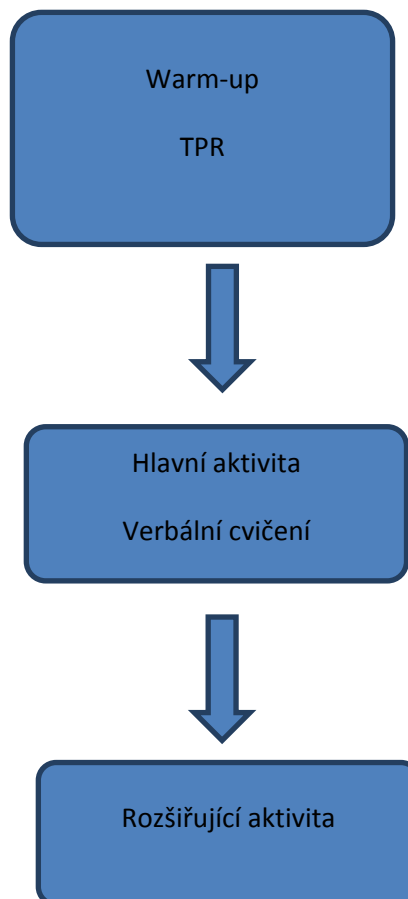 Warm-up
TPR
Hlavní aktivita
Verbální cvičení
Rozšiřující aktivita